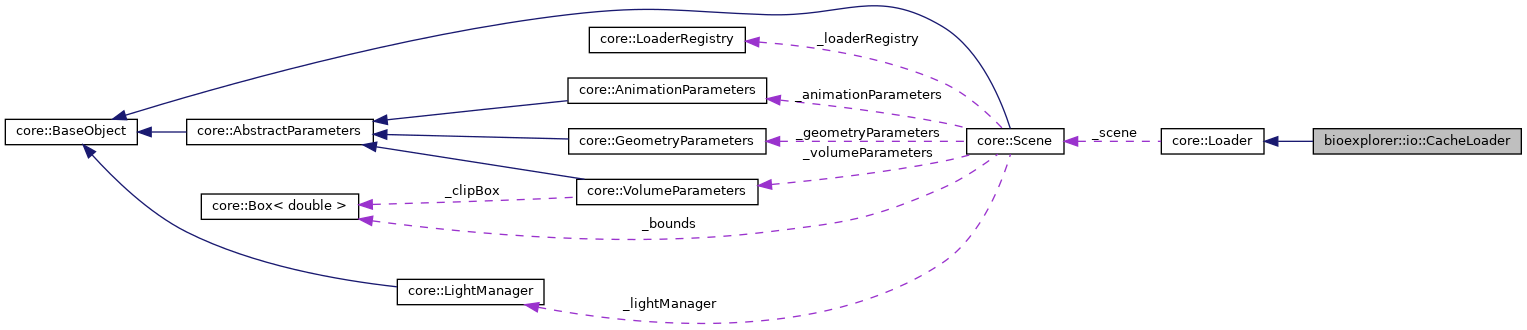 core::LoaderRegistry
_loaderRegistry
core::AnimationParameters
_animationParameters
core::BaseObject
core::AbstractParameters
core::GeometryParameters
_geometryParameters
core::Scene
_scene
core::Loader
bioexplorer::io::CacheLoader
_volumeParameters
core::VolumeParameters
_clipBox
core::Box< double >
_bounds
core::LightManager
_lightManager